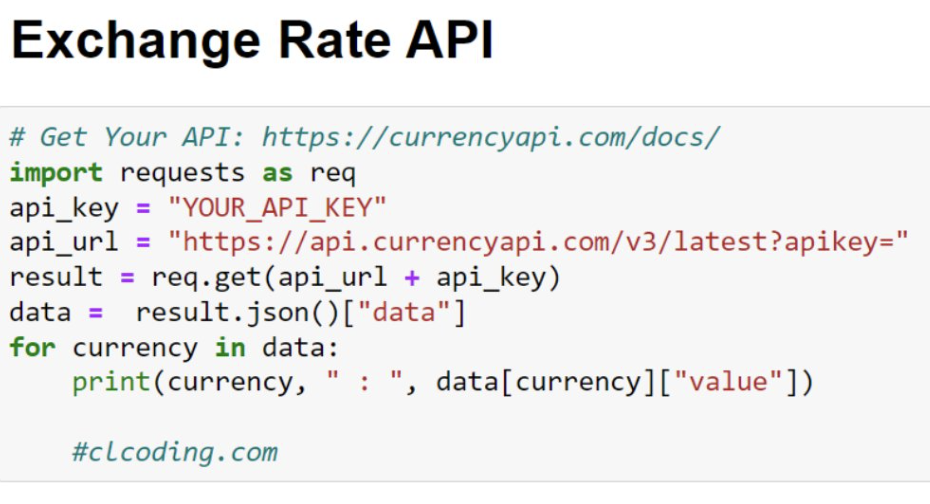 Exchange Rate API
# Get Your API: https://currencyapi.com/docs/
import requests as req
api_key = "YOUR_API_KEY"
api_url = "https://api.currencyapi.com/v3/latest?apikey="
result = req.get(api_url + api_key)
data =  result.json()["data"]
for currency in data:
    print(currency, " : ", data[currency]["value"])
    #clcoding.com